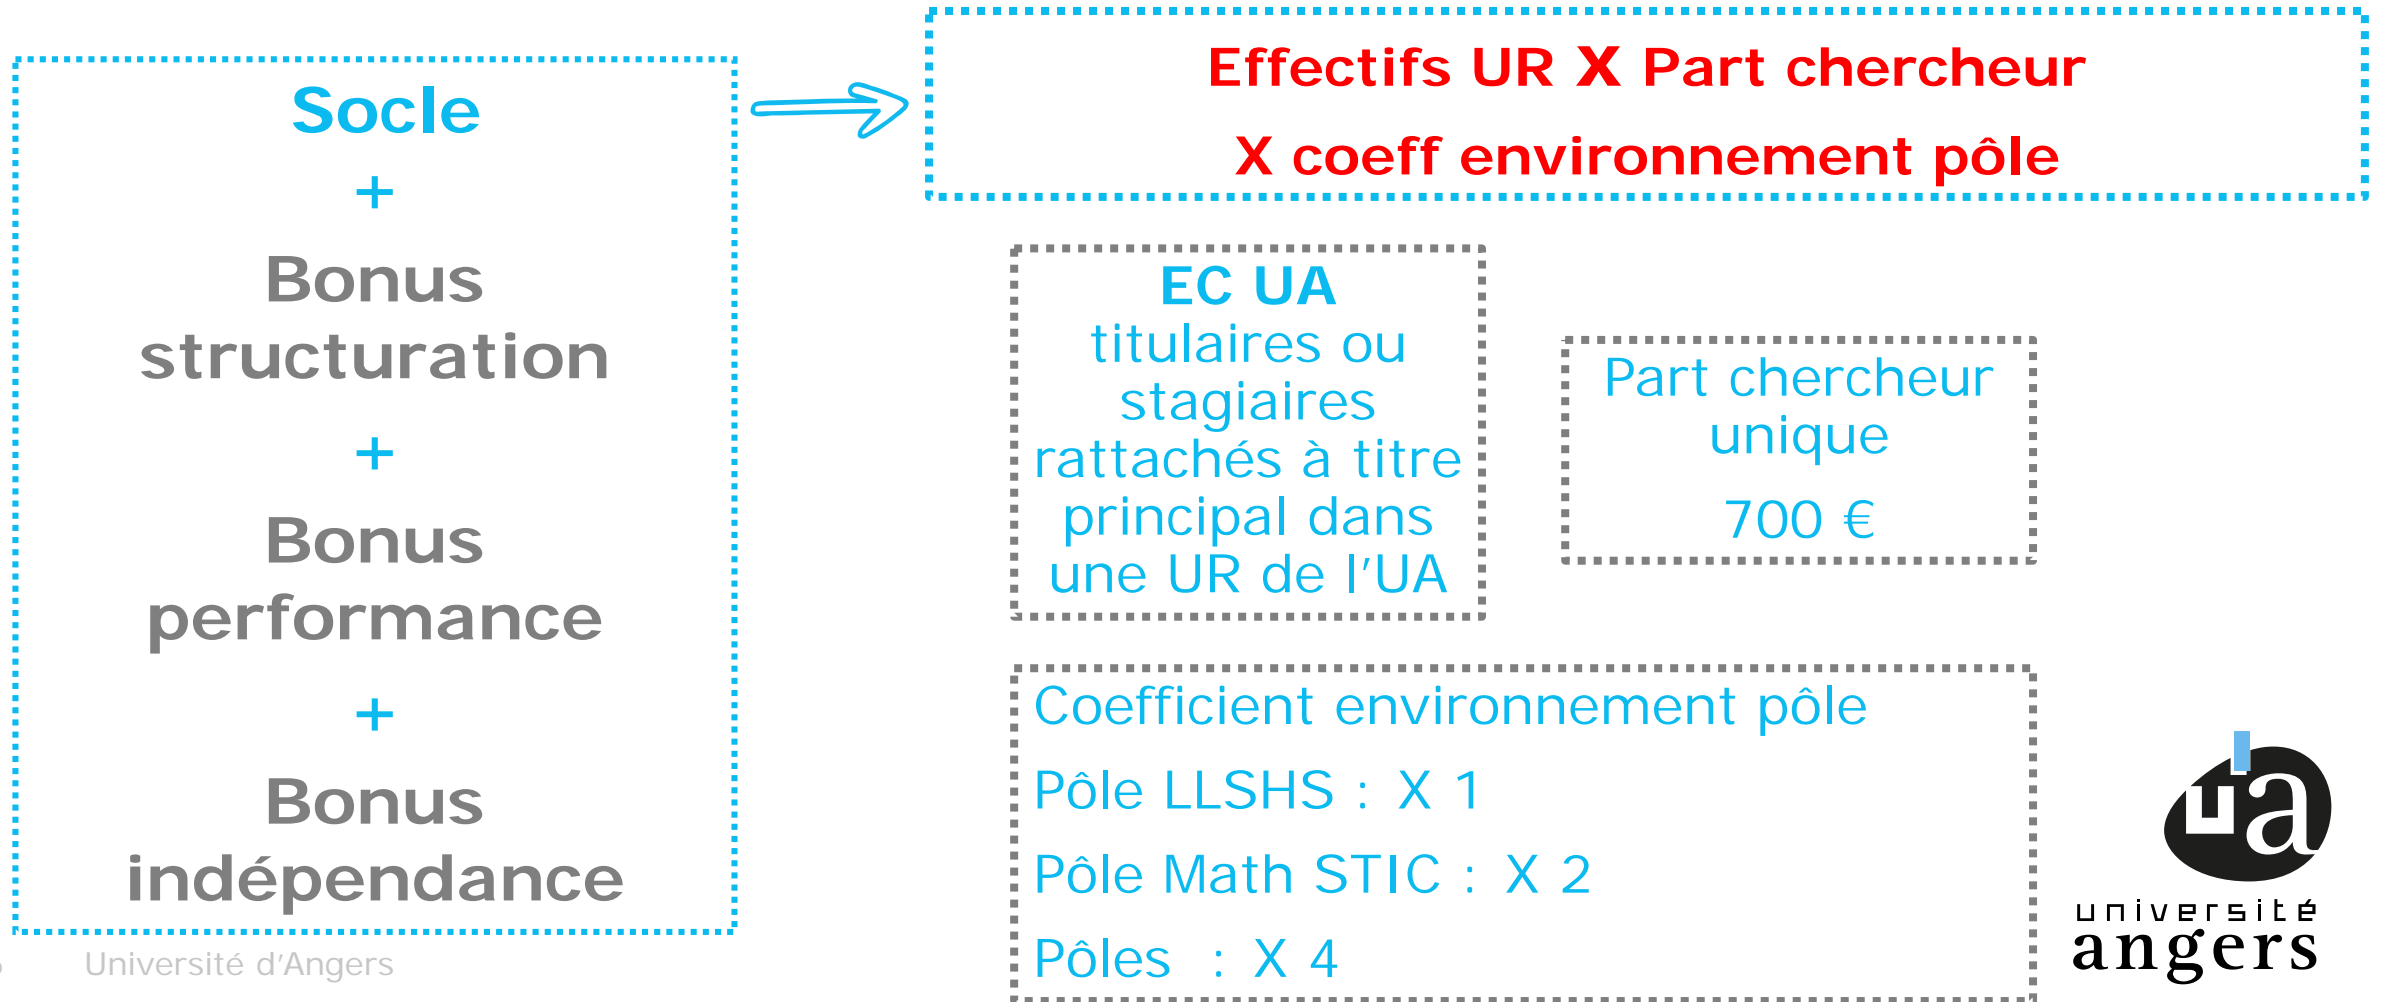 Socle
+
Bonus
structuration
+
Bonus
performance
+
Bonus
indépendance
Effectifs UR X Part chercheur
X coeff environnement pôle
EC UA
titulaires ou
stagiaires
rattachés à titre
principal dans
une UR de l'UA
Part chercheur
unique
700 €
Coefficient environnement pôle
Pôle LLSHS : X 1
Pôle Math STIC : X 2
Pôles : X 4
Université d'Angers
ua
université
angers